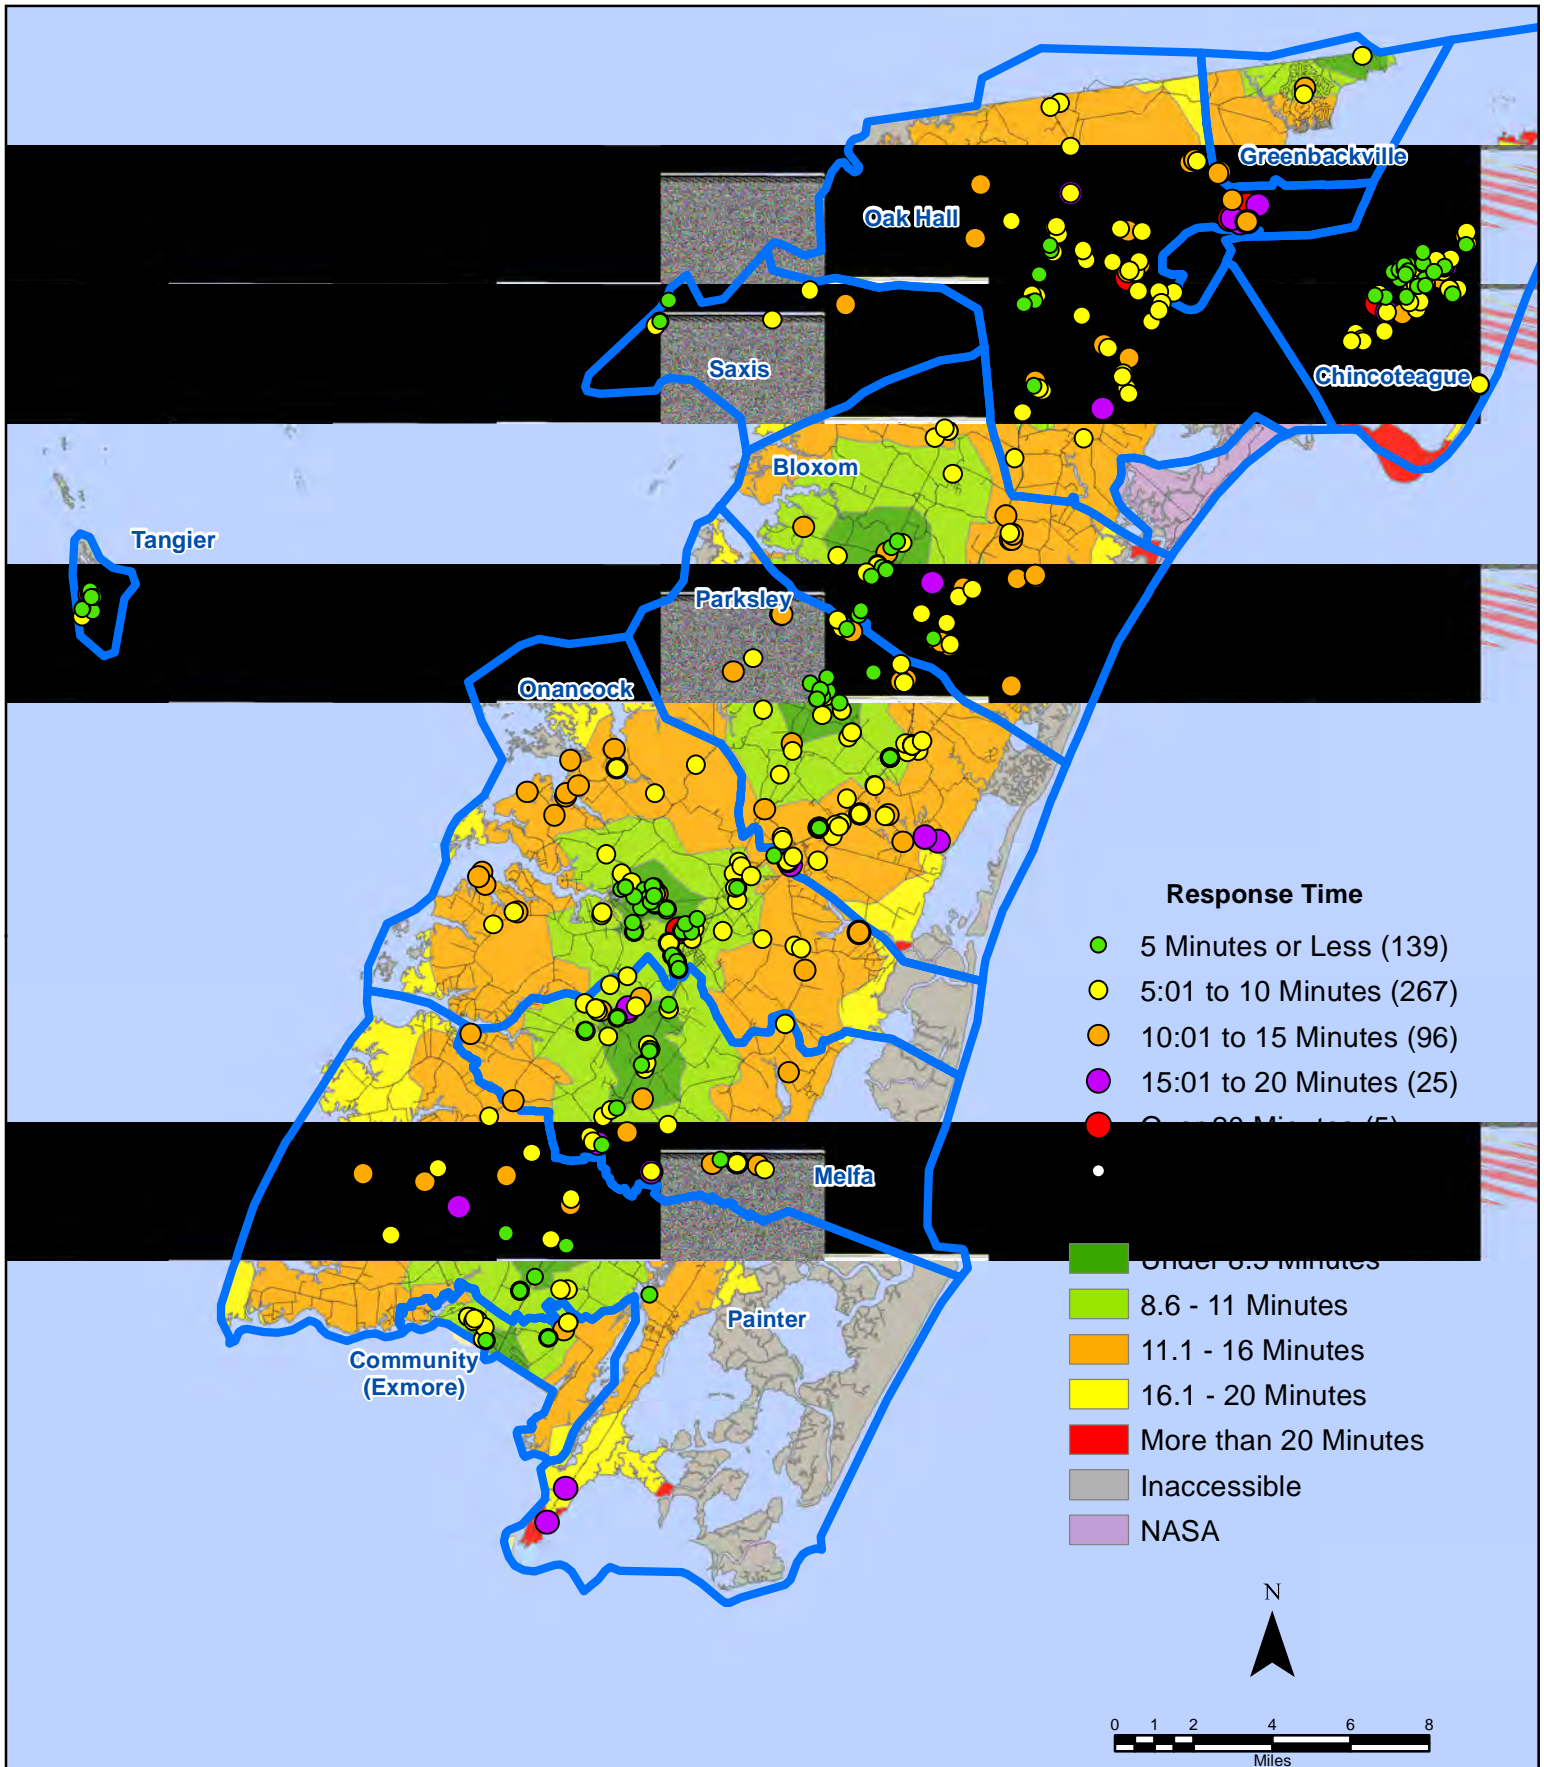 Greenbackville
Oak Hall
Saxis
Chincoteague
Bloxom
Tangier
Parksley
Onancock
Response Time
5 Minutes or Less (139)
5:01 to 10 Minutes (267)
10:01 to 15 Minutes (96)
15:01 to 20 Minutes (25)
Melfa
8.6 - 11 Minutes
Painter
11.1 - 16 Minutes
Community
(Exmore)
16.1 - 20 Minutes
More than 20 Minutes
Inaccessible
NASA
N
0 1 2 4 6 8
Miles